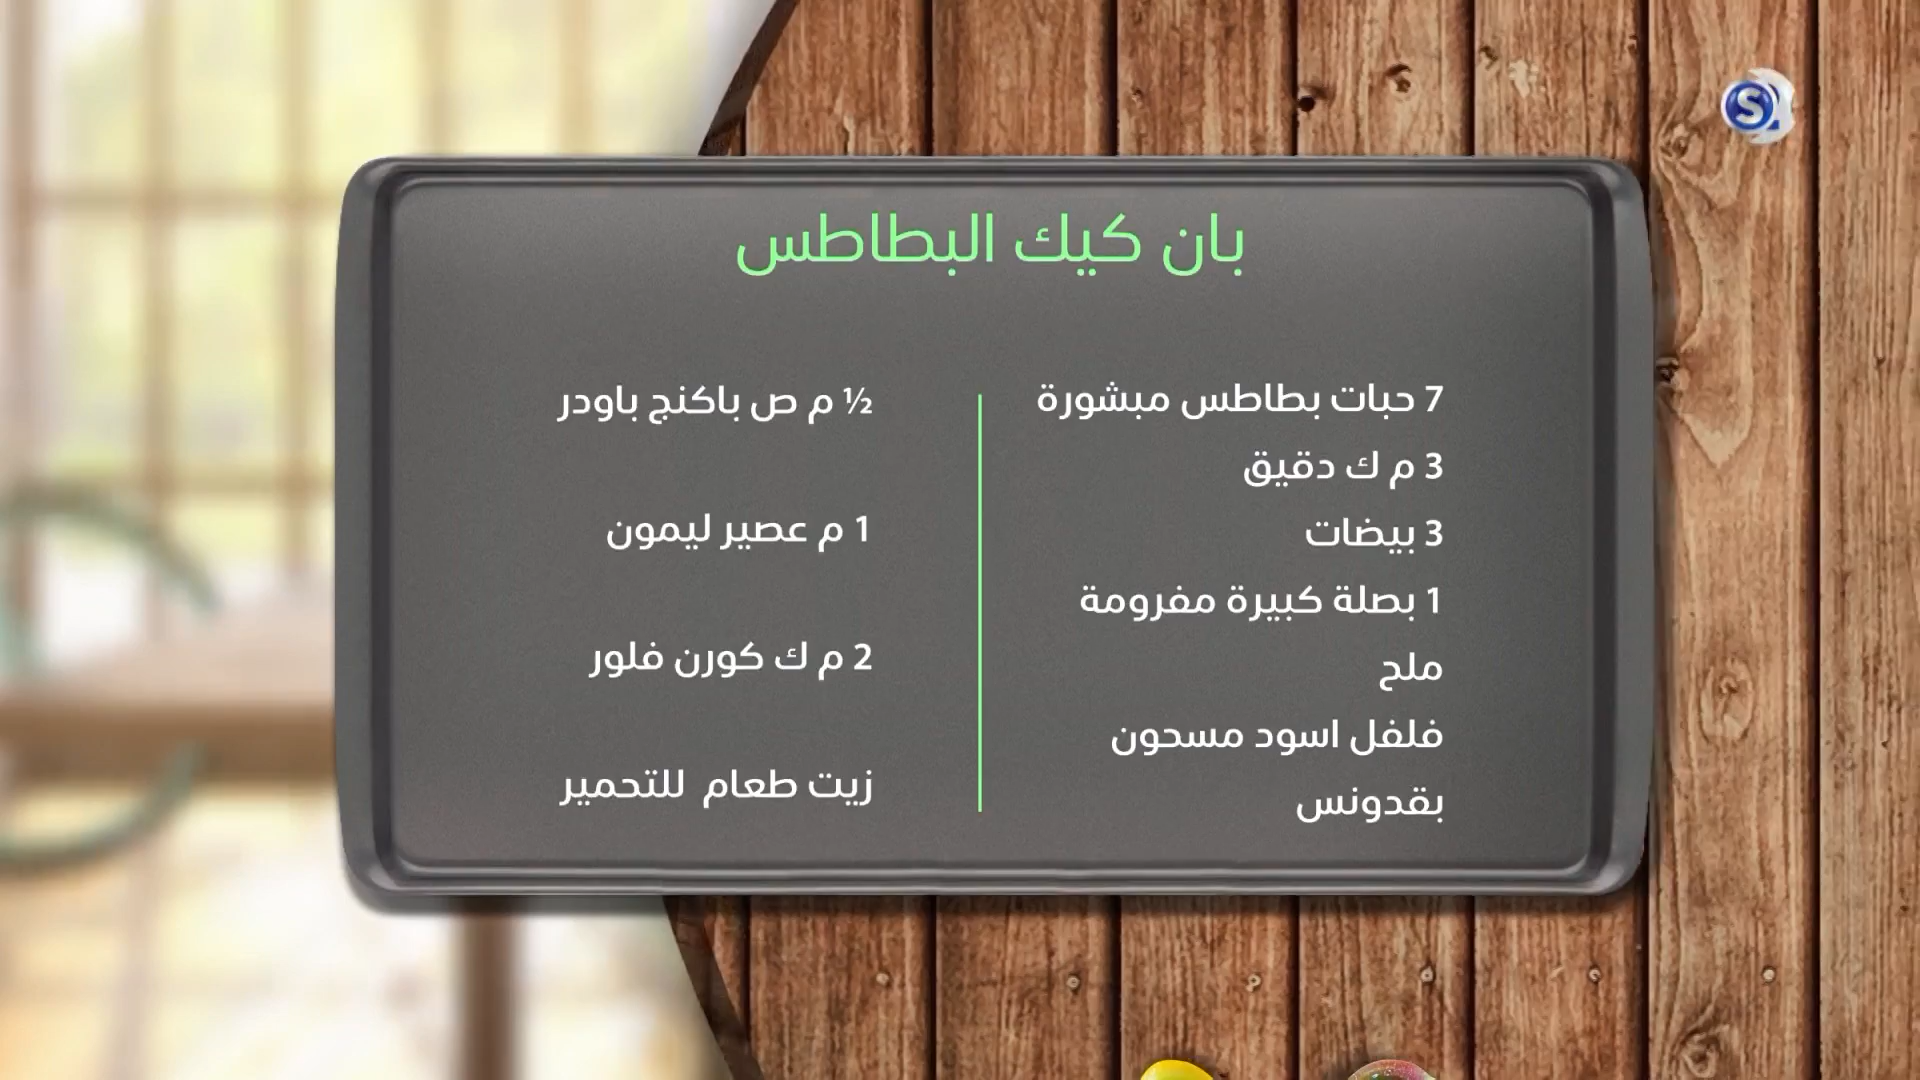 بان كيك البطاطس
7 حبات بطاطس مبشورة
3 م ك دقيق
3 بيضات
1 بصلة كبيرة مفرومة
ملح
فلفل اسود مسحون
بقدونس
½ م ص باكنج باودر
1 م عصير ليمون
2 م ك كورن فلور
زيت طعام للتحمير
S